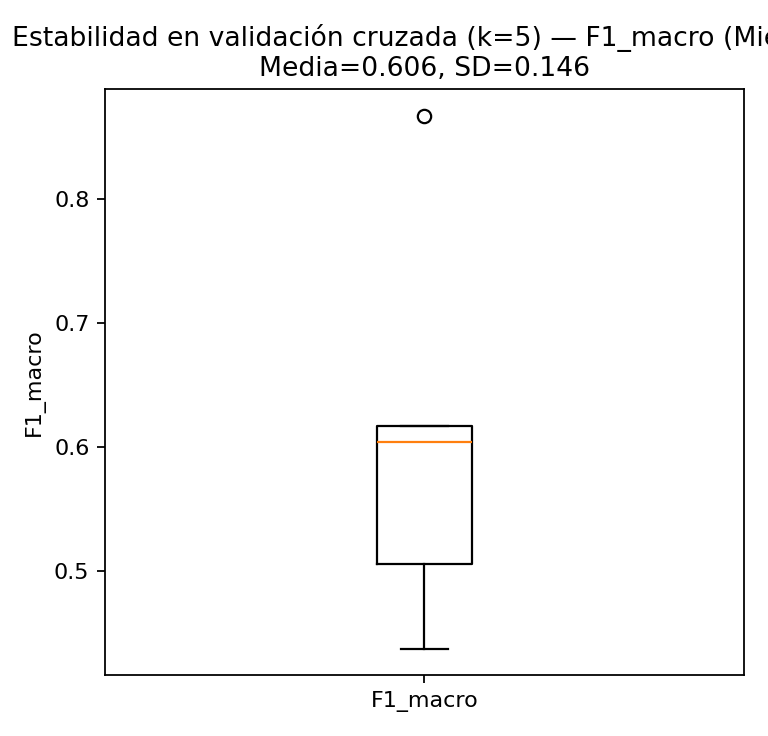 Estabilidad en validación cruzada (k=5) — F1_macro
Media=0.606, SD=0.146
0.8
0.7
0.6
0.5
F1_macro
F1_macro